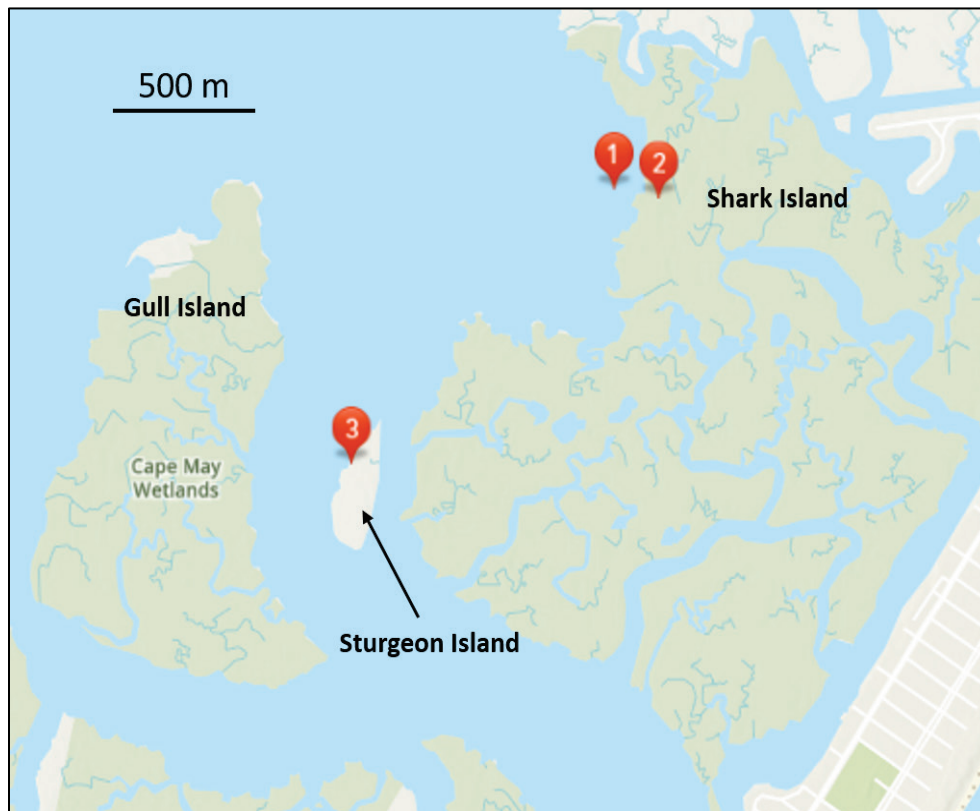 500 m
1
2
Shark Island
Gull Island
3
Cape May
Wetlands
Sturgeon Island